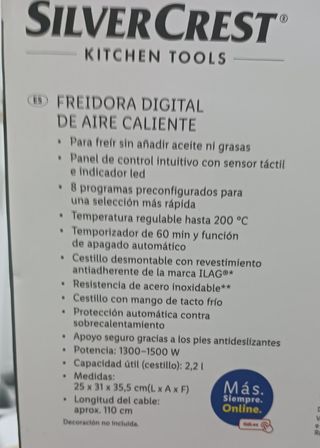 SILVERCREST®
KITCHEN TOOLS
ES FREIDORA DIGITAL
DE AIRE CALIENTE
• Para freír sin añadir aceite ni grasas
• Panel de control intuitivo con sensor táctil
e indicador led
• 8 programas preconfigurados para
una selección más rápida
• Temperatura regulable hasta 200 °C
• Temporizador de 60 min y función
de apagado automático
• Cestillo desmontable con revestimiento
antiadherente de la marca ILAG®*
• Resistencia de acero inoxidable**
• Cestillo con mango de tacto frío
• Protección automática contra
sobrecalentamiento
• Apoyo seguro gracias a los pies antideslizantes
• Potencia: 1300–1500 W
• Capacidad útil (cestillo): 2,2 l
• Medidas:
25 x 31 x 35,5 cm(L x A x F)
• Longitud del cable:
aprox. 110 cm
Decoración no incluida.
Más.
Siempre.
Online.